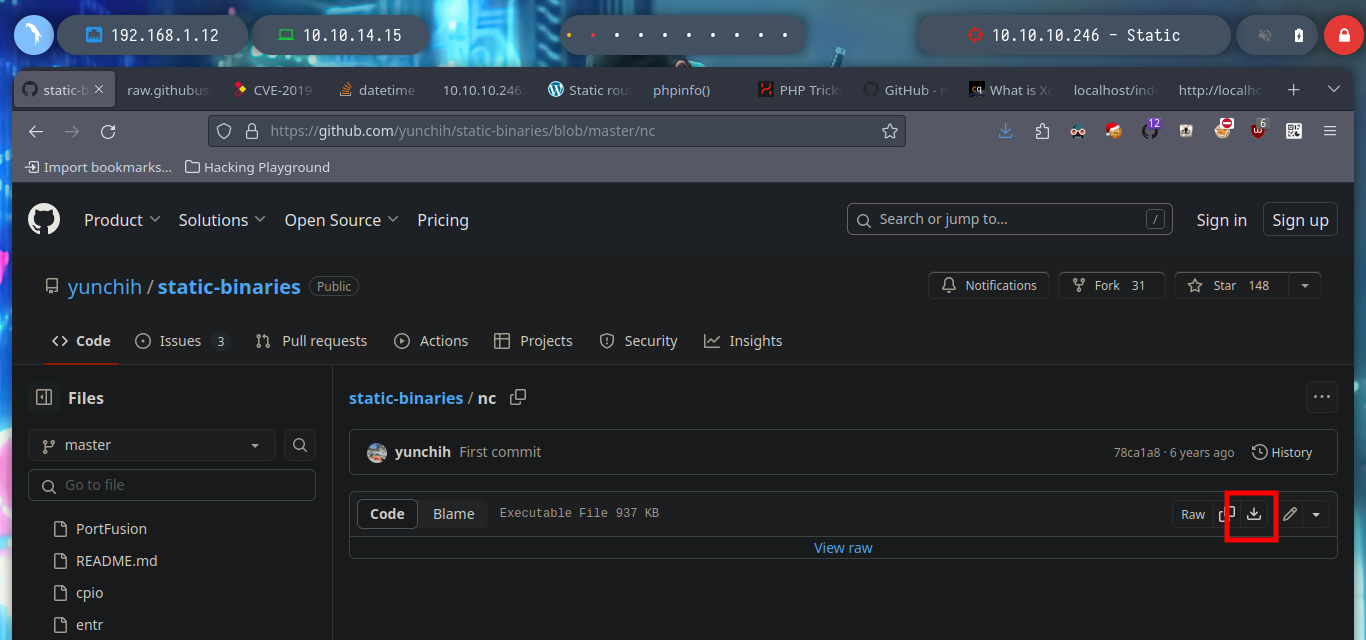 192.168.1.12
10.10.14.15
10.10.10.246 - Static
static-b
raw.githubus
CVE-2019-
datetime
10.10.10.246:
Static rou
phpinfo()
PHP Trick
GitHub - n
What is Xd
localhost/ind
http://localho
https://github.com/yunchih/static-binaries/blob/master/nc
12
6
Import bookmarks...
Hacking Playground
Product
Solutions
Open Source
Pricing
Search or jump to...
/
Sign in
Sign up
yunchih / static-binaries
Public
Notifications
Fork 31
Star 148
Code
Issues 3
Pull requests
Actions
Projects
Security
Insights
Files
static-binaries / nc
master
yunchih First commit
78ca1a8 · 6 years ago
History
Go to file
Code
Blame
Executable File 937 KB
Raw
PortFusion
View raw
README.md
cpio
entr